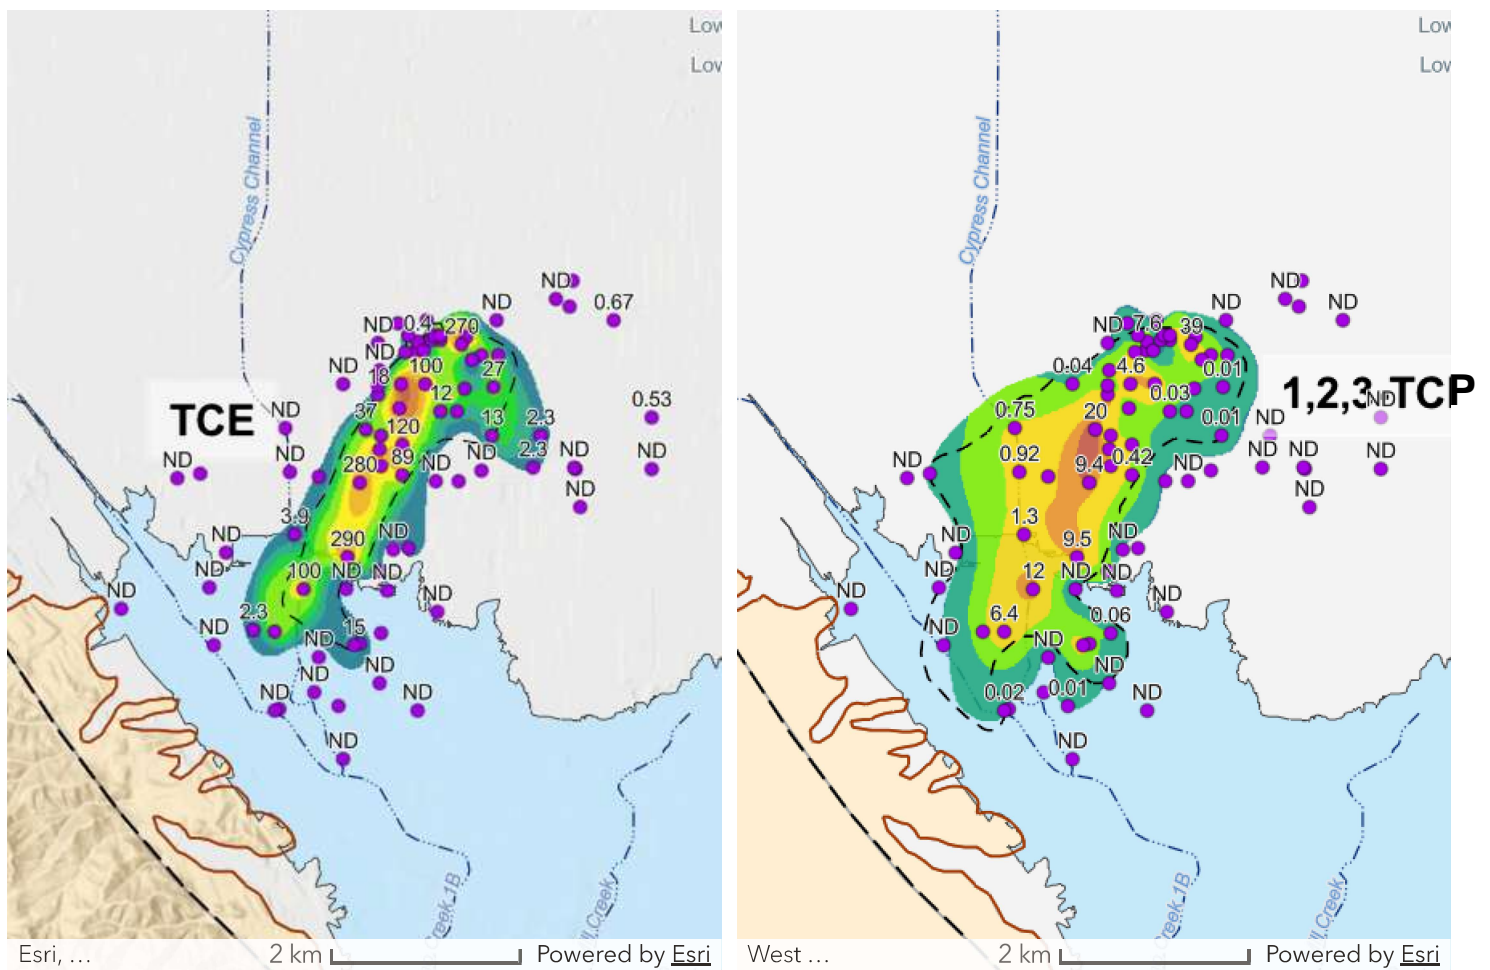 Low
Low
Cypress Channel
ND
0.67
ND
ND
0.4
270
ND
100
27
ND
18
12
0.53
TCE
ND
37
13
2.3
120
2.3
ND
280
89
ND
ND
ND
ND
3.9
ND
290
ND
ND
100
ND
ND
ND
2.3
ND
15
ND
ND
ND
ND
ND
ND
Creek 1B
ll Creek
Esri, …
2 km
Powered by Esri
Low
Low
Cypress Channel
ND
ND
ND
ND
7.6
39
0.04
4.6
0.01
0.03
1,2,3-TCP
ND
0.75
20
0.01
ND
0.92
9.4
0.42
ND
ND
ND
ND
ND
ND
1.3
ND
9.5
ND
ND
12
ND
ND
ND
ND
6.4
0.06
ND
ND
ND
0.02
0.01
ND
ND
Creek 1B
ll Creek
West …
2 km
Powered by Esri